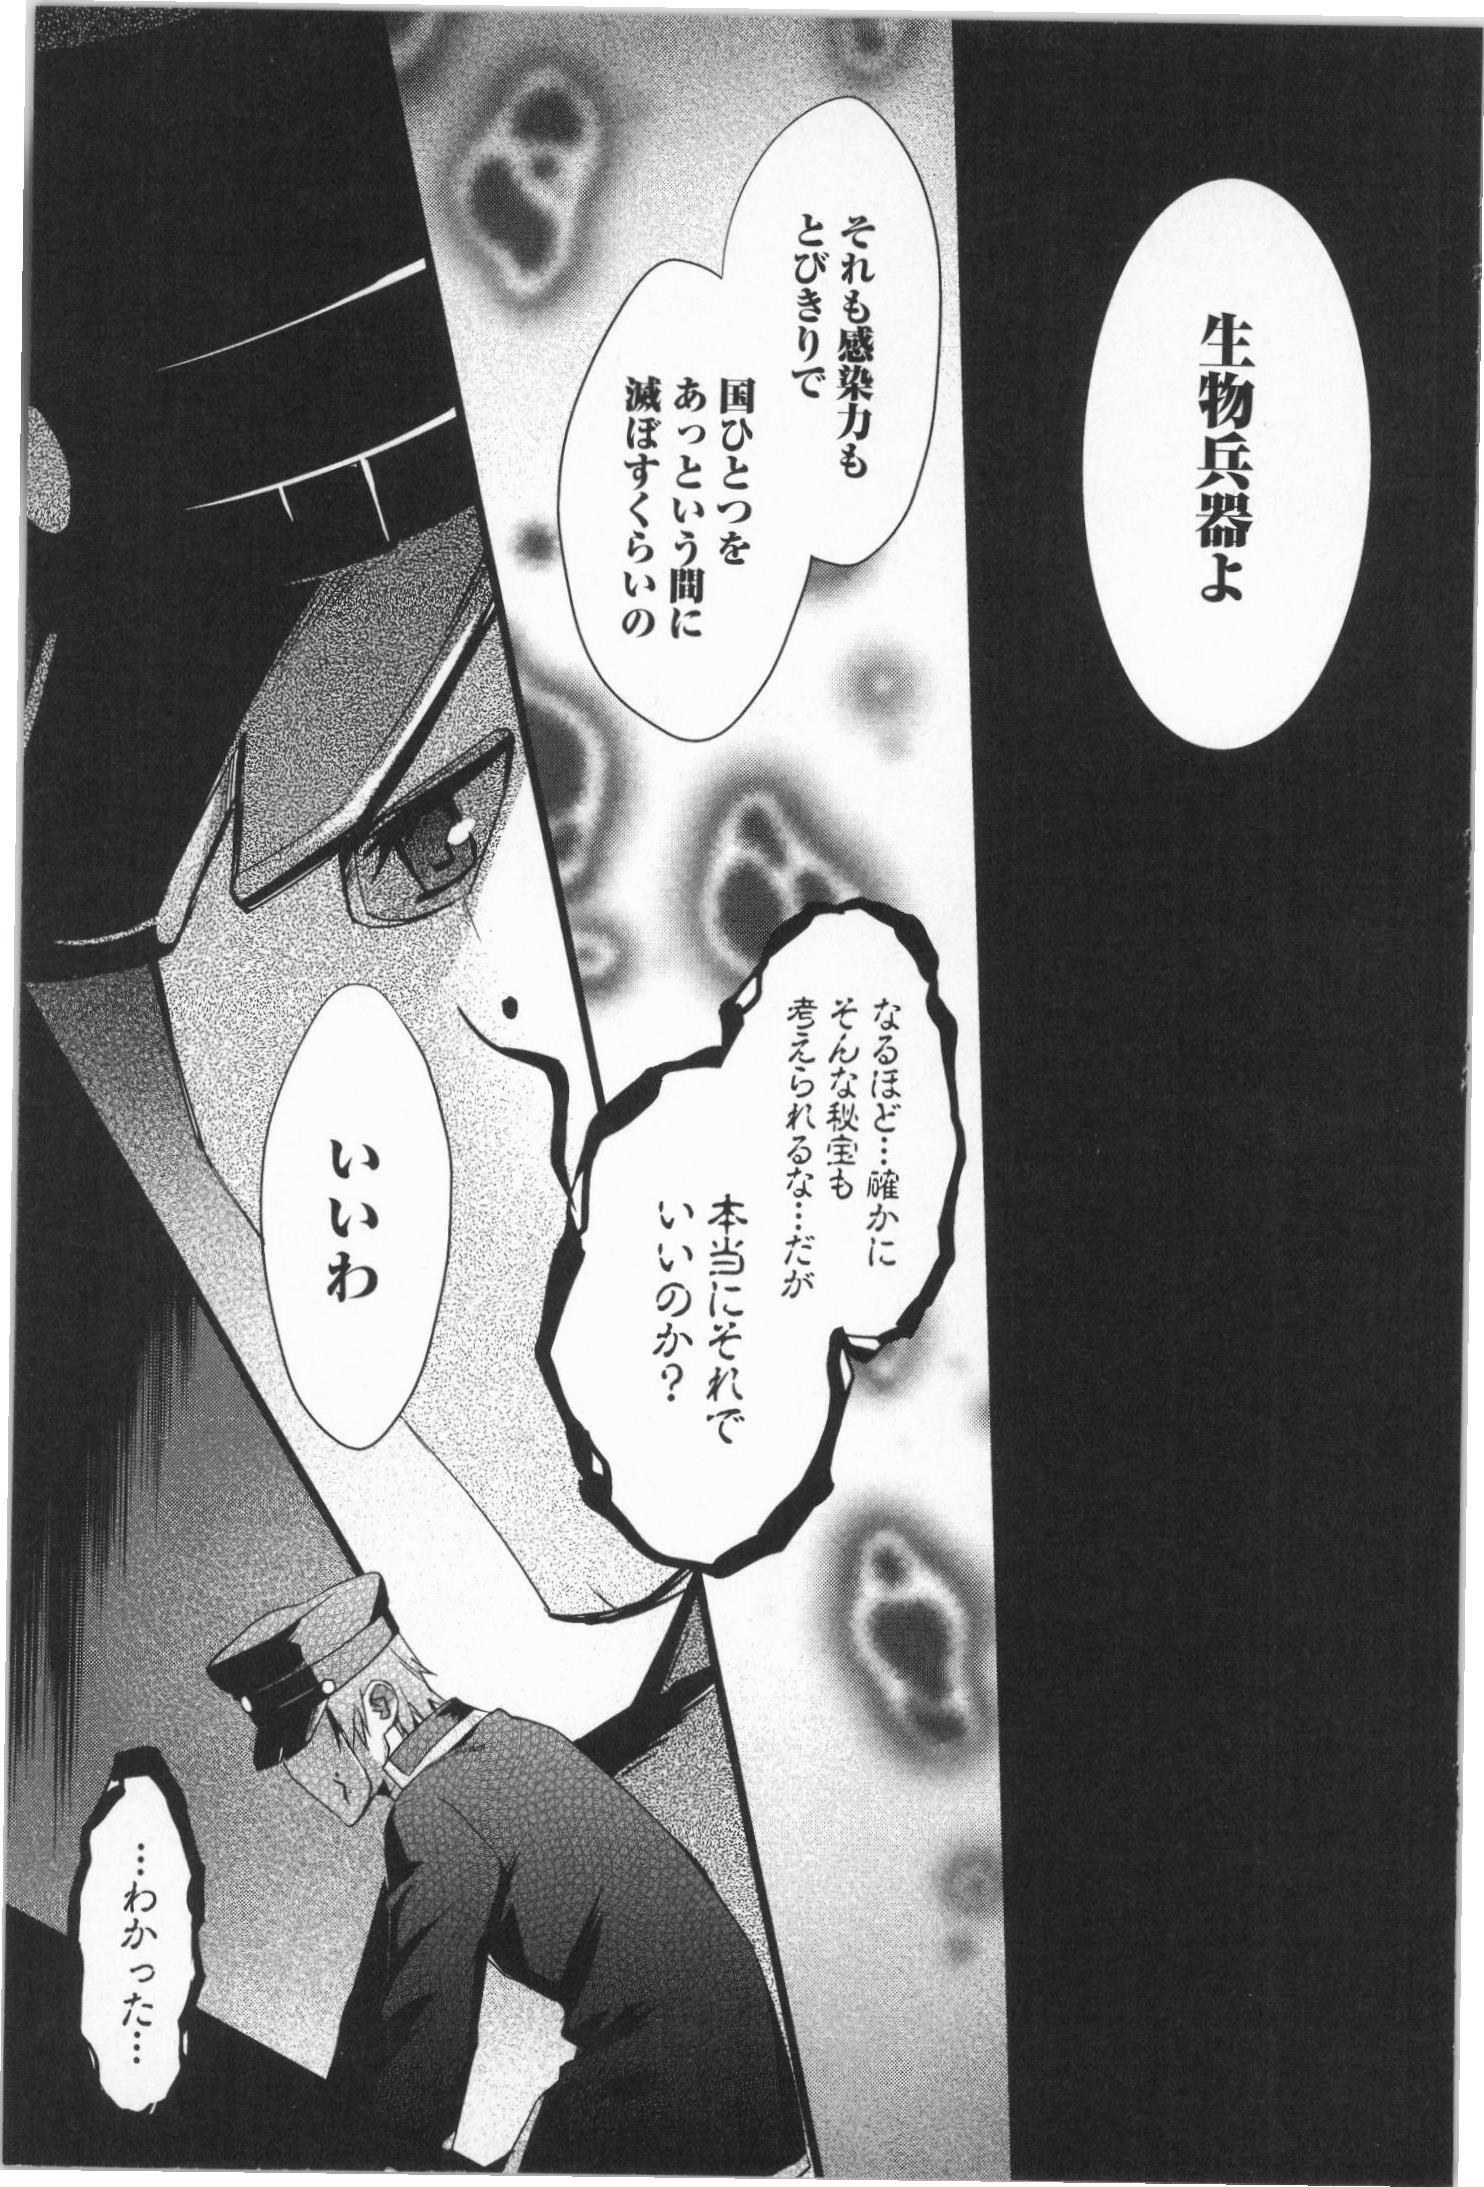 生物兵器よ
それも感染力も
とびきりで
国ひとつを
あっという間に
滅ぼすくらいの
なるほど…確かに
そんな秘宝も
考えられるな…だが
本当にそれで
いいのか？
いいわ
…わかった…